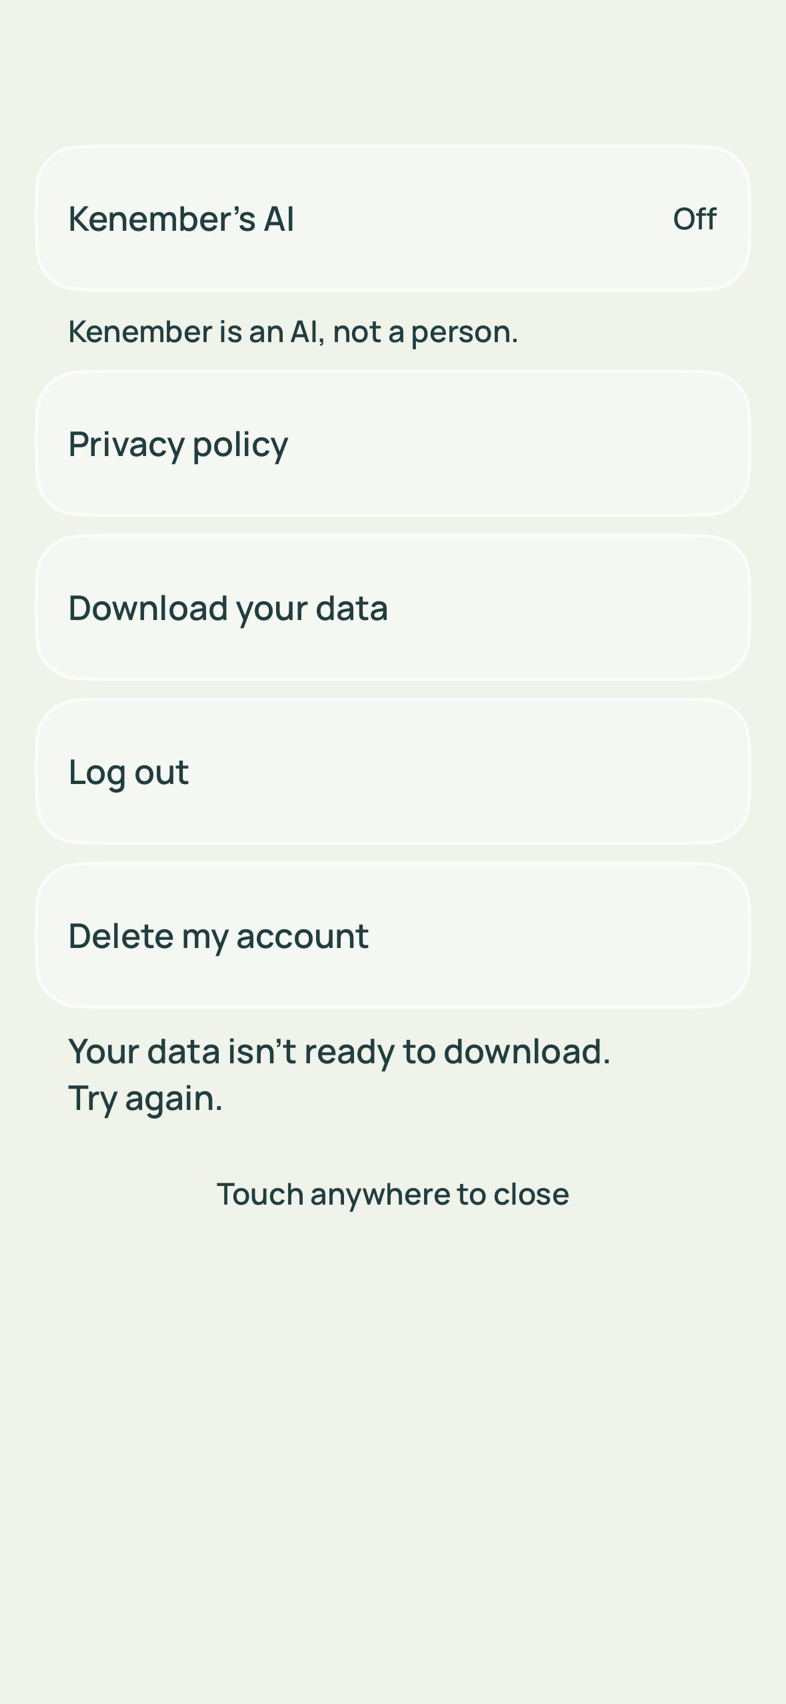 Kenember's AI
Off
Kenember is an AI, not a person.
Privacy policy
Download your data
Log out
Delete my account
Your data isn't ready to download.
Try again.
Touch anywhere to close